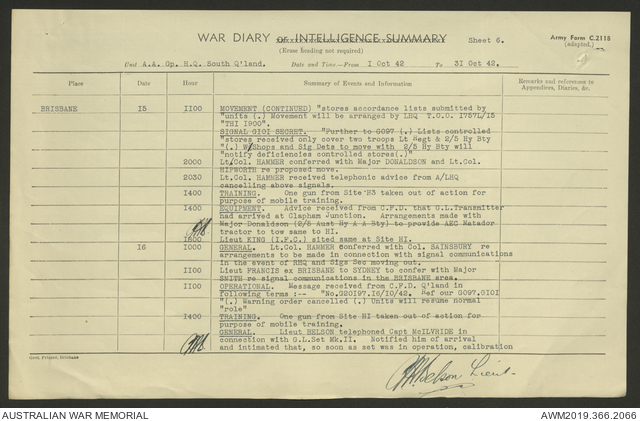 WAR DIARY or INTELLIGENCE SUMMARY Sheet 6. Army Form C.2118
(Erase heading not required) (adapted.)
Unit A.A. Gp. H.Q. South Q'land. Date and Time—From 1 Oct 42 To 31 Oct 42.
Place Date Hour Summary of Events and Information Remarks and references to Appendices, Diaries, &c.
BRISBANE 15 1100 MOVEMENT (CONTINUED) "stores accordance lists submitted by
"units (.) Movement will be arranged by LHQ T.O.O. 1757L/15
"THI 1900".
SIGNAL G101 SECRET. "Further to G097 (.) Lists controlled
"stores received only cover two troops Lt Regt & 2/5 Hy Bty
"(.) W/Shops and Sig Dets to move with 2/5 Hy Bty will
"notify deficiencies controlled stores(.)"
2000 Lt/Col. HAMMER conferred with Major DONALDSON and Lt.Col.
HIPWORTH re proposed move.
2030 Lt.Col. HAMMER received telephonic advice from A/LHQ
cancelling above signals.
1400 TRAINING. One gun from Site H3 taken out of action for
purpose of mobile training.
1400 EQUIPMENT. Advice received from C.F.D. that G.L.Transmitter
had arrived at Clapham Junction. Arrangements made with
Major Donaldson (2/5 Aust Hy A A Bty) to provide AEC Matador
tractor to tow same to H1.
1800 Lieut KING (I.F.C.) sited same at Site H1.
16 1000 GENERAL. Lt.Col. HAMMER conferred with Col. SAINSBURY re
arrangements to be made in connection with signal communications
in the event of RHQ and Sigs Sec moving out.
1100 Lieut FRANCIS ex BRISBANE to SYDNEY to confer with Major
SMITH re signal communications in the BRISBANE area.
1100 OPERATIONAL. Message received from C.F.D. Q'land in
following terms :-- "No.G20197.16/10/42. Ref our G097.G101
"(.) Warning order cancelled (.) Units will resume normal
"role"
1400 TRAINING. One gun from Site H1 taken out of action for
purpose of mobile training.
GENERAL. Lieut BELSON telephoned Capt McILVRIDE in
connection with G.L.Set Mk.II. Notified him of arrival
and intimated that, so soon as set was in operation, calibration
Govt. Printer, Brisbane
Lieut.
AUSTRALIAN WAR MEMORIAL AWM2019.366.2066